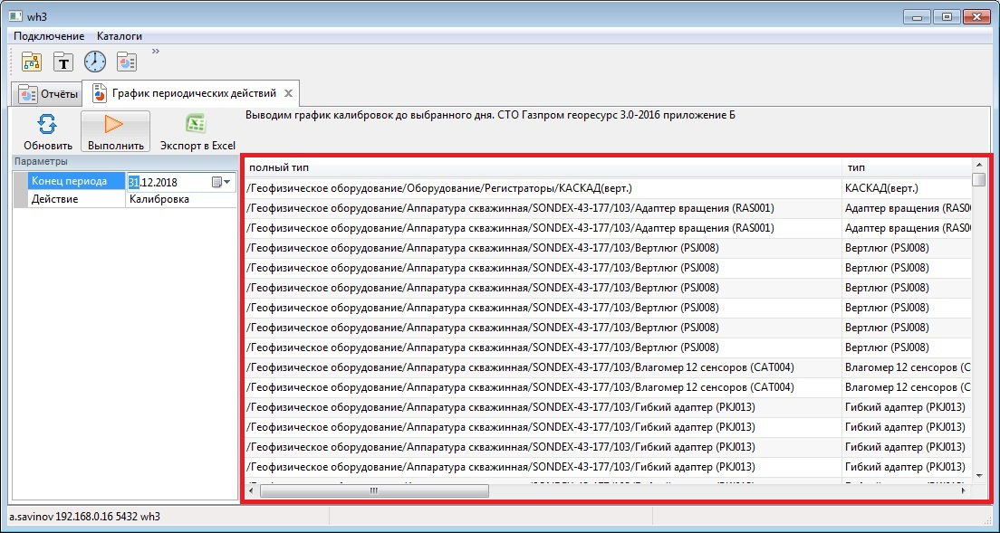 wh3
Подключение Каталоги
T »
Отчёты График периодических действий
Обновить Выполнить Экспорт в Excel
Выводим график калибровок до выбранного дня. СТО Газпром георесурс 3.0-2016 приложение Б
Параметры
Конец периода 31.12.2018
Действие Калибровка
полный тип тип
/Геофизическое оборудование/Оборудование/Регистраторы/КАСКАД(верт.) КАСКАД(верт.)
/Геофизическое оборудование/Аппаратура скважинная/SONDEX-43-177/103/Адаптер вращения (RAS001) Адаптер вращения (RAS00
/Геофизическое оборудование/Аппаратура скважинная/SONDEX-43-177/103/Адаптер вращения (RAS001) Адаптер вращения (RAS00
/Геофизическое оборудование/Аппаратура скважинная/SONDEX-43-177/103/Вертлюг (PSJ008) Вертлюг (PSJ008)
/Геофизическое оборудование/Аппаратура скважинная/SONDEX-43-177/103/Вертлюг (PSJ008) Вертлюг (PSJ008)
/Геофизическое оборудование/Аппаратура скважинная/SONDEX-43-177/103/Вертлюг (PSJ008) Вертлюг (PSJ008)
/Геофизическое оборудование/Аппаратура скважинная/SONDEX-43-177/103/Вертлюг (PSJ008) Вертлюг (PSJ008)
/Геофизическое оборудование/Аппаратура скважинная/SONDEX-43-177/103/Вертлюг (PSJ008) Вертлюг (PSJ008)
/Геофизическое оборудование/Аппаратура скважинная/SONDEX-43-177/103/Вертлюг (PSJ008) Вертлюг (PSJ008)
/Геофизическое оборудование/Аппаратура скважинная/SONDEX-43-177/103/Влагомер 12 сенсоров (CAT004) Влагомер 12 сенсоров (C
/Геофизическое оборудование/Аппаратура скважинная/SONDEX-43-177/103/Влагомер 12 сенсоров (CAT004) Влагомер 12 сенсоров (C
/Геофизическое оборудование/Аппаратура скважинная/SONDEX-43-177/103/Гибкий адаптер (PKJ013) Гибкий адаптер (PKJ013)
/Геофизическое оборудование/Аппаратура скважинная/SONDEX-43-177/103/Гибкий адаптер (PKJ013) Гибкий адаптер (PKJ013)
/Геофизическое оборудование/Аппаратура скважинная/SONDEX-43-177/103/Гибкий адаптер (PKJ013) Гибкий адаптер (PKJ013)
/Геофизическое оборудование/Аппаратура скважинная/SONDEX-43-177/103/Гибкий адаптер (PKJ013) Гибкий адаптер (PKJ013)
a.savinov 192.168.0.16 5432 wh3